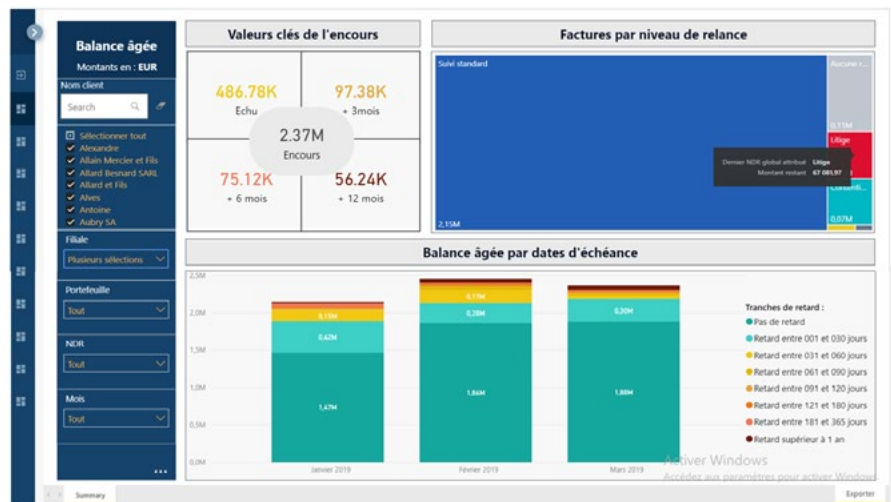 Balance âgée
Montants en : EUR
Nom client
Search
Sélectionner tout
Alexandre
Allain Mercier et Fils
Allard Besnard SARL
Allard et Fils
Alves
Antoine
Aubry SA
Filiale
Plusieurs sélections
Portefeuille
Tout
NDR
Tout
Mois
Tout
...
Valeurs clés de l'encours
486.78K
Echu
97.38K
+ 3mois
2.37M
Encours
75.12K
+ 6 mois
56.24K
+ 12 mois
Factures par niveau de relance
Suivi standard
Aucune r...
0,11M
Litige
Dernier NDR global attribué Litige
Montant restant 67 081,97
Contenti...
2,15M
0,07M
Balance âgée par dates d'échéance
2,5M
2,0M
1,5M
1,0M
0,5M
0,0M
0,15M
0,42M
1,47M
0,28M
1,86M
0,30M
1,88M
Janvier 2019
Février 2019
Mars 2019
Tranches de retard :
Pas de retard
Retard entre 001 et 030 jours
Retard entre 031 et 060 jours
Retard entre 061 et 090 jours
Retard entre 091 et 120 jours
Retard entre 121 et 180 jours
Retard entre 181 et 365 jours
Retard supérieur à 1 an
Activer Windows
Accédez aux paramètres pour activer Windows
Summary
Exporter